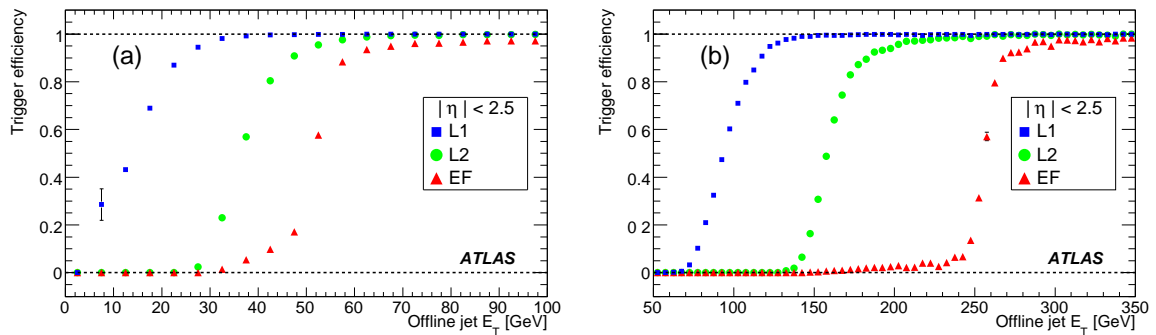 Trigger efficiency
1
0.8
0.6
0.4
0.2
0
(a)
| η | < 2.5
L1
L2
EF
ATLAS
0 10 20 30 40 50 60 70 80 90 100
Offline jet E_T [GeV]
Trigger efficiency
1
0.8
0.6
0.4
0.2
0
(b)
| η | < 2.5
L1
L2
EF
ATLAS
50 100 150 200 250 300 350
Offline jet E_T [GeV]